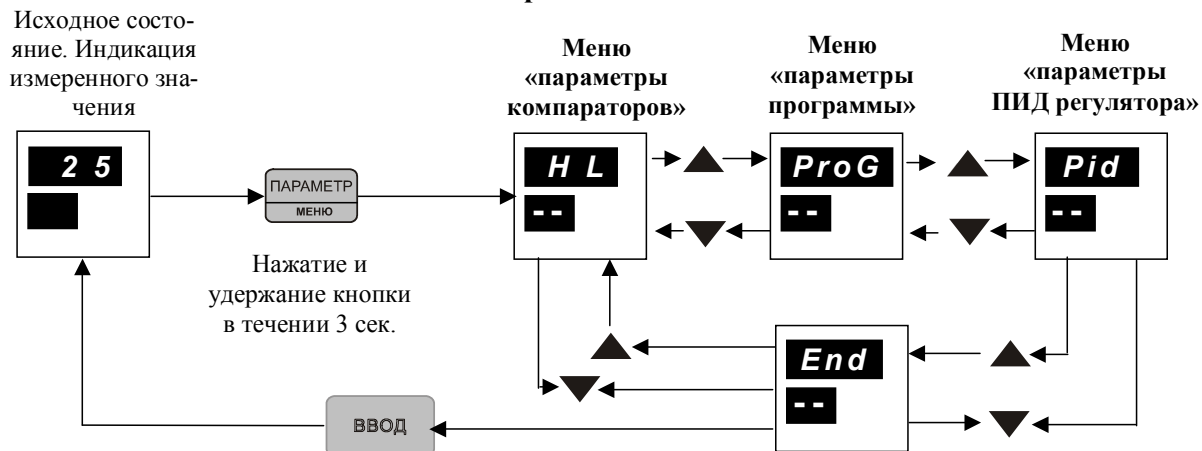 Исходное состо-
яние. Индикация
измеренного зна-
чения
Меню
«параметры
компараторов»
Меню
«параметры
программы»
Меню
«параметры
ПИД регулятора»
2 5
ПАРАМЕТР
МЕНЮ
H L
--
ProG
--
Pid
--
Нажатие и
удержание кнопки
в течении 3 сек.
End
--
ВВОД